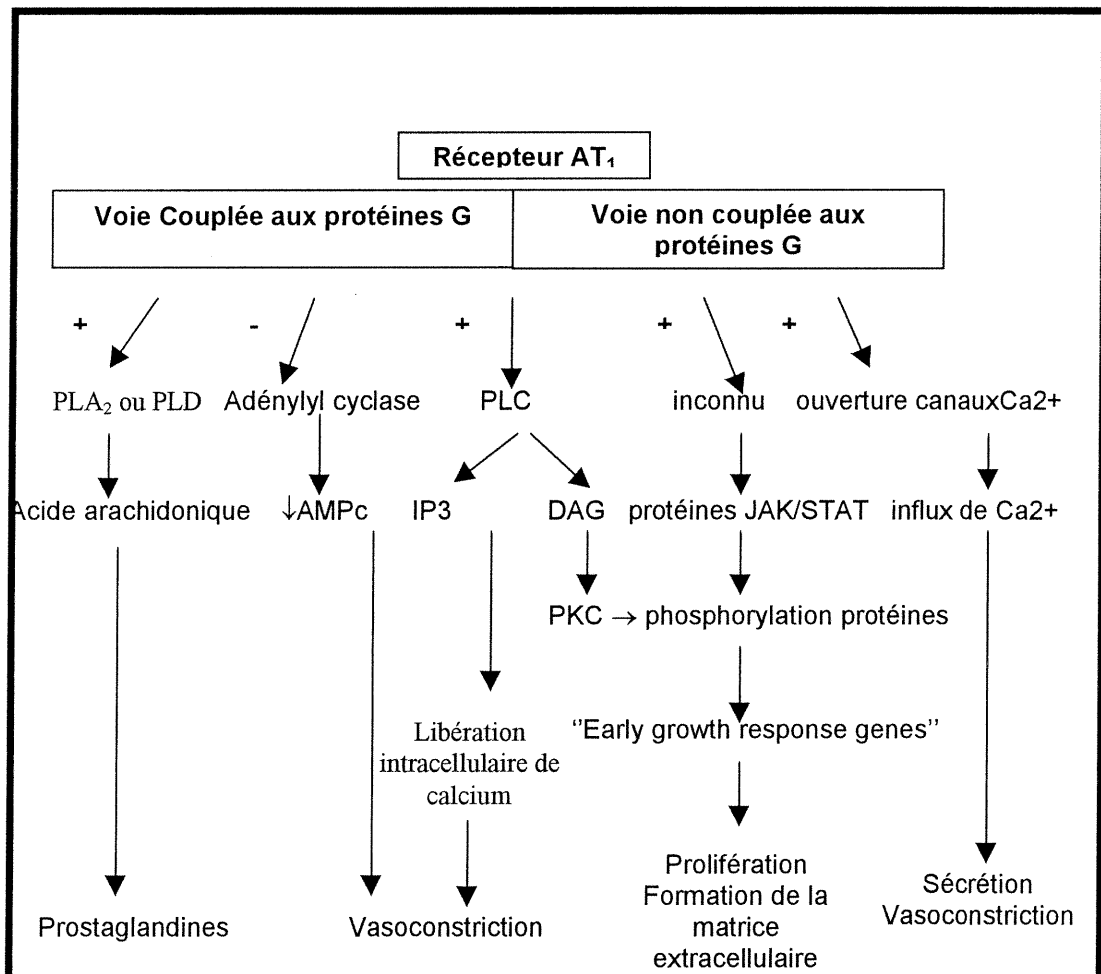 Récepteur AT₁
Voie Couplée aux protéines G
Voie non couplée aux
protéines G
+ - + + +
PLA₂ ou PLD Adénylyl cyclase PLC inconnu ouverture canauxCa2+
Acide arachidonique ↓AMPc IP3 DAG protéines JAK/STAT influx de Ca2+
PKC → phosphorylation protéines
Libération
intracellulaire de
calcium
''Early growth response genes''
Prolifération
Formation de la
matrice
extracellulaire
Sécrétion
Vasoconstriction
Prostaglandines Vasoconstriction